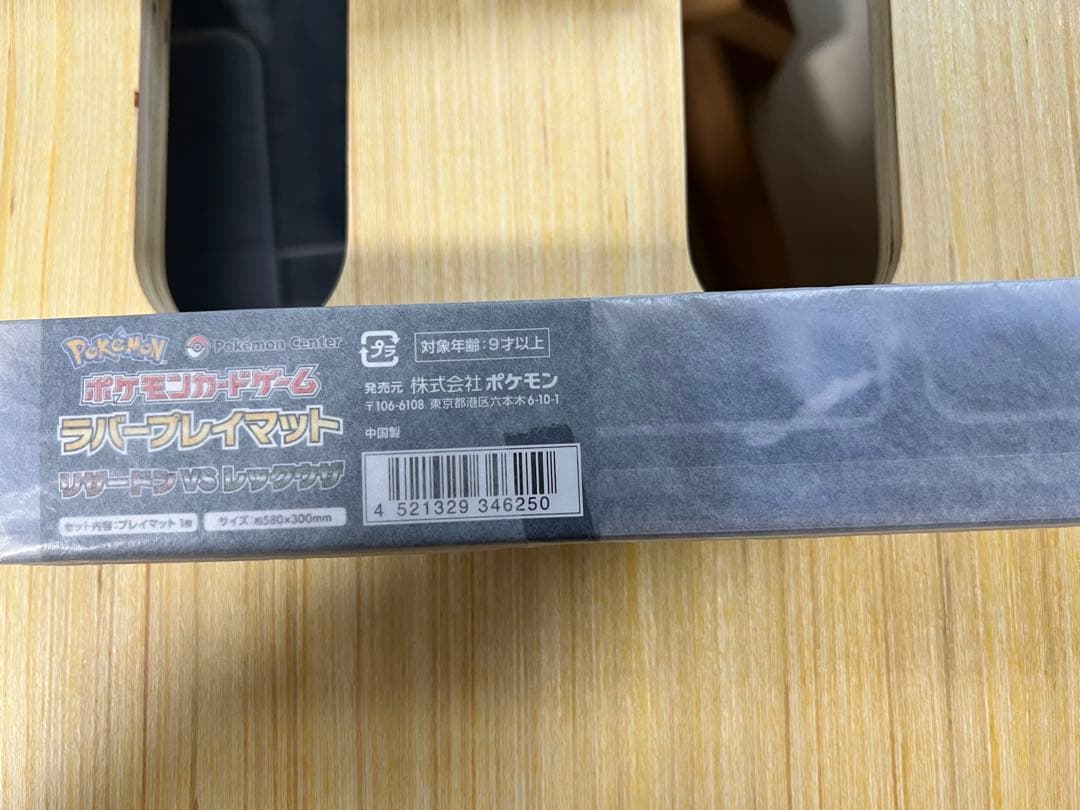 POKéMON
Pokémon Center
ポケモンカードゲーム
ラバープレイマット
リザードン VS レックウザ
セット内容：プレイマット 1枚
サイズ：約580×300mm
プラ
対象年齢：9才以上
発売元 株式会社 ポケモン
〒106-6108 東京都港区六本木6-10-1
中国製
4 521329 346250